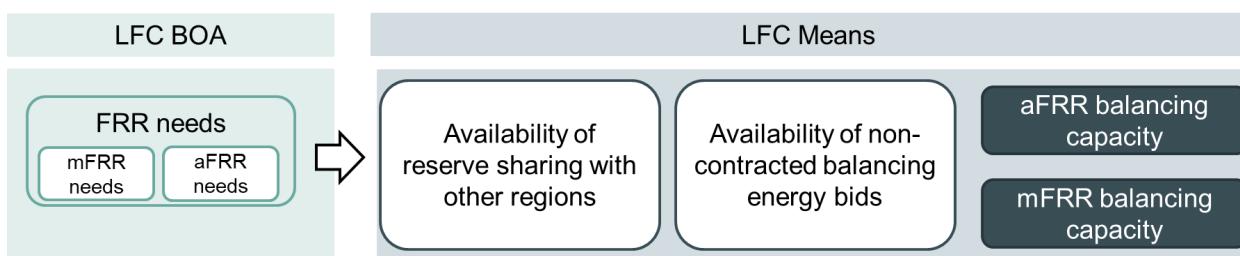 LFC BOA
LFC Means
FRR needs
mFRR
needs
aFRR
needs
Availability of
reserve sharing with
other regions
Availability of non-
contracted balancing
energy bids
aFRR balancing
capacity
mFRR balancing
capacity